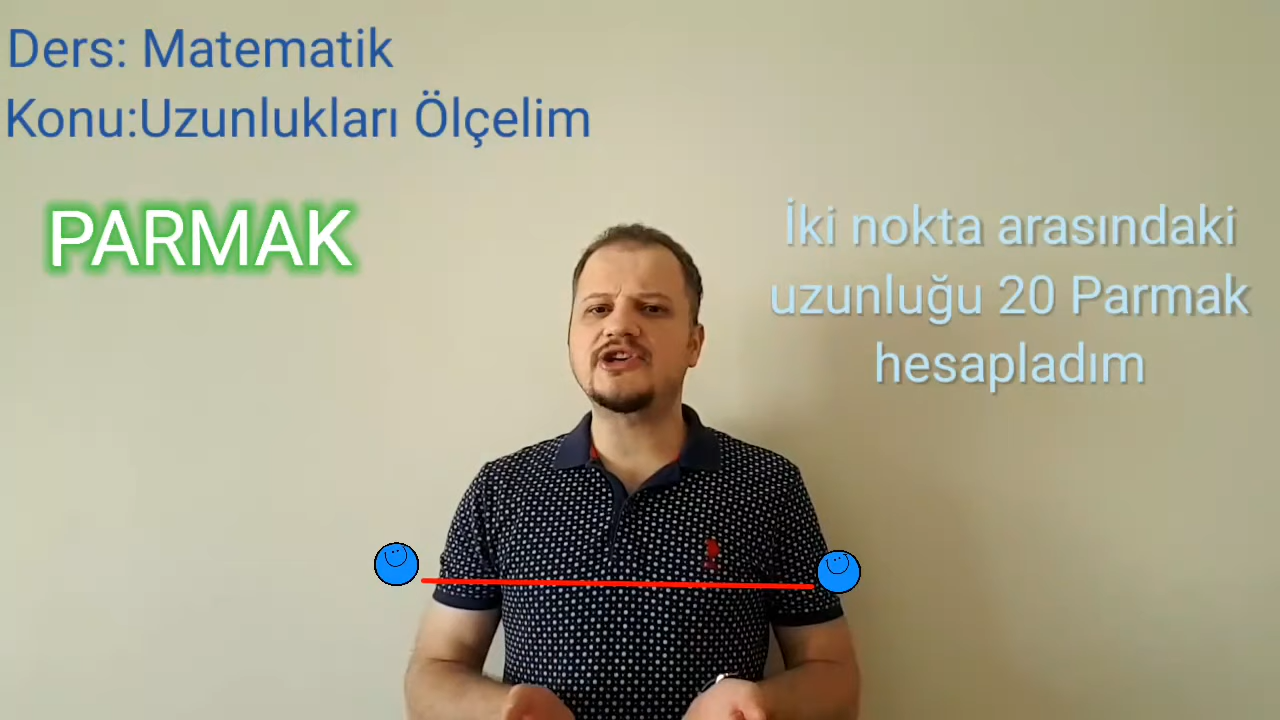 Ders: Matematik
Konu:Uzunlukları Ölçelim
PARMAK
İki nokta arasındaki
uzunluğu 20 Parmak
hesapladım